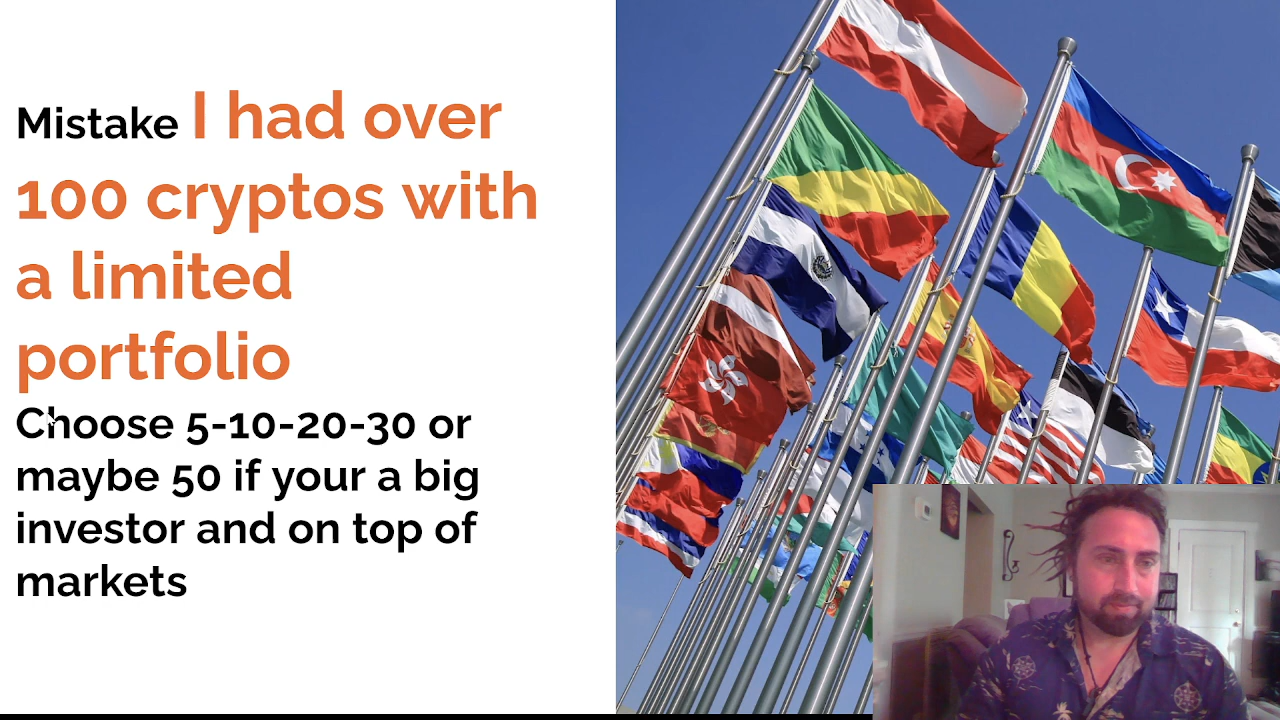 Mistake I had over
100 cryptos with
a limited
portfolio
Choose 5-10-20-30 or
maybe 50 if your a big
investor and on top of
markets